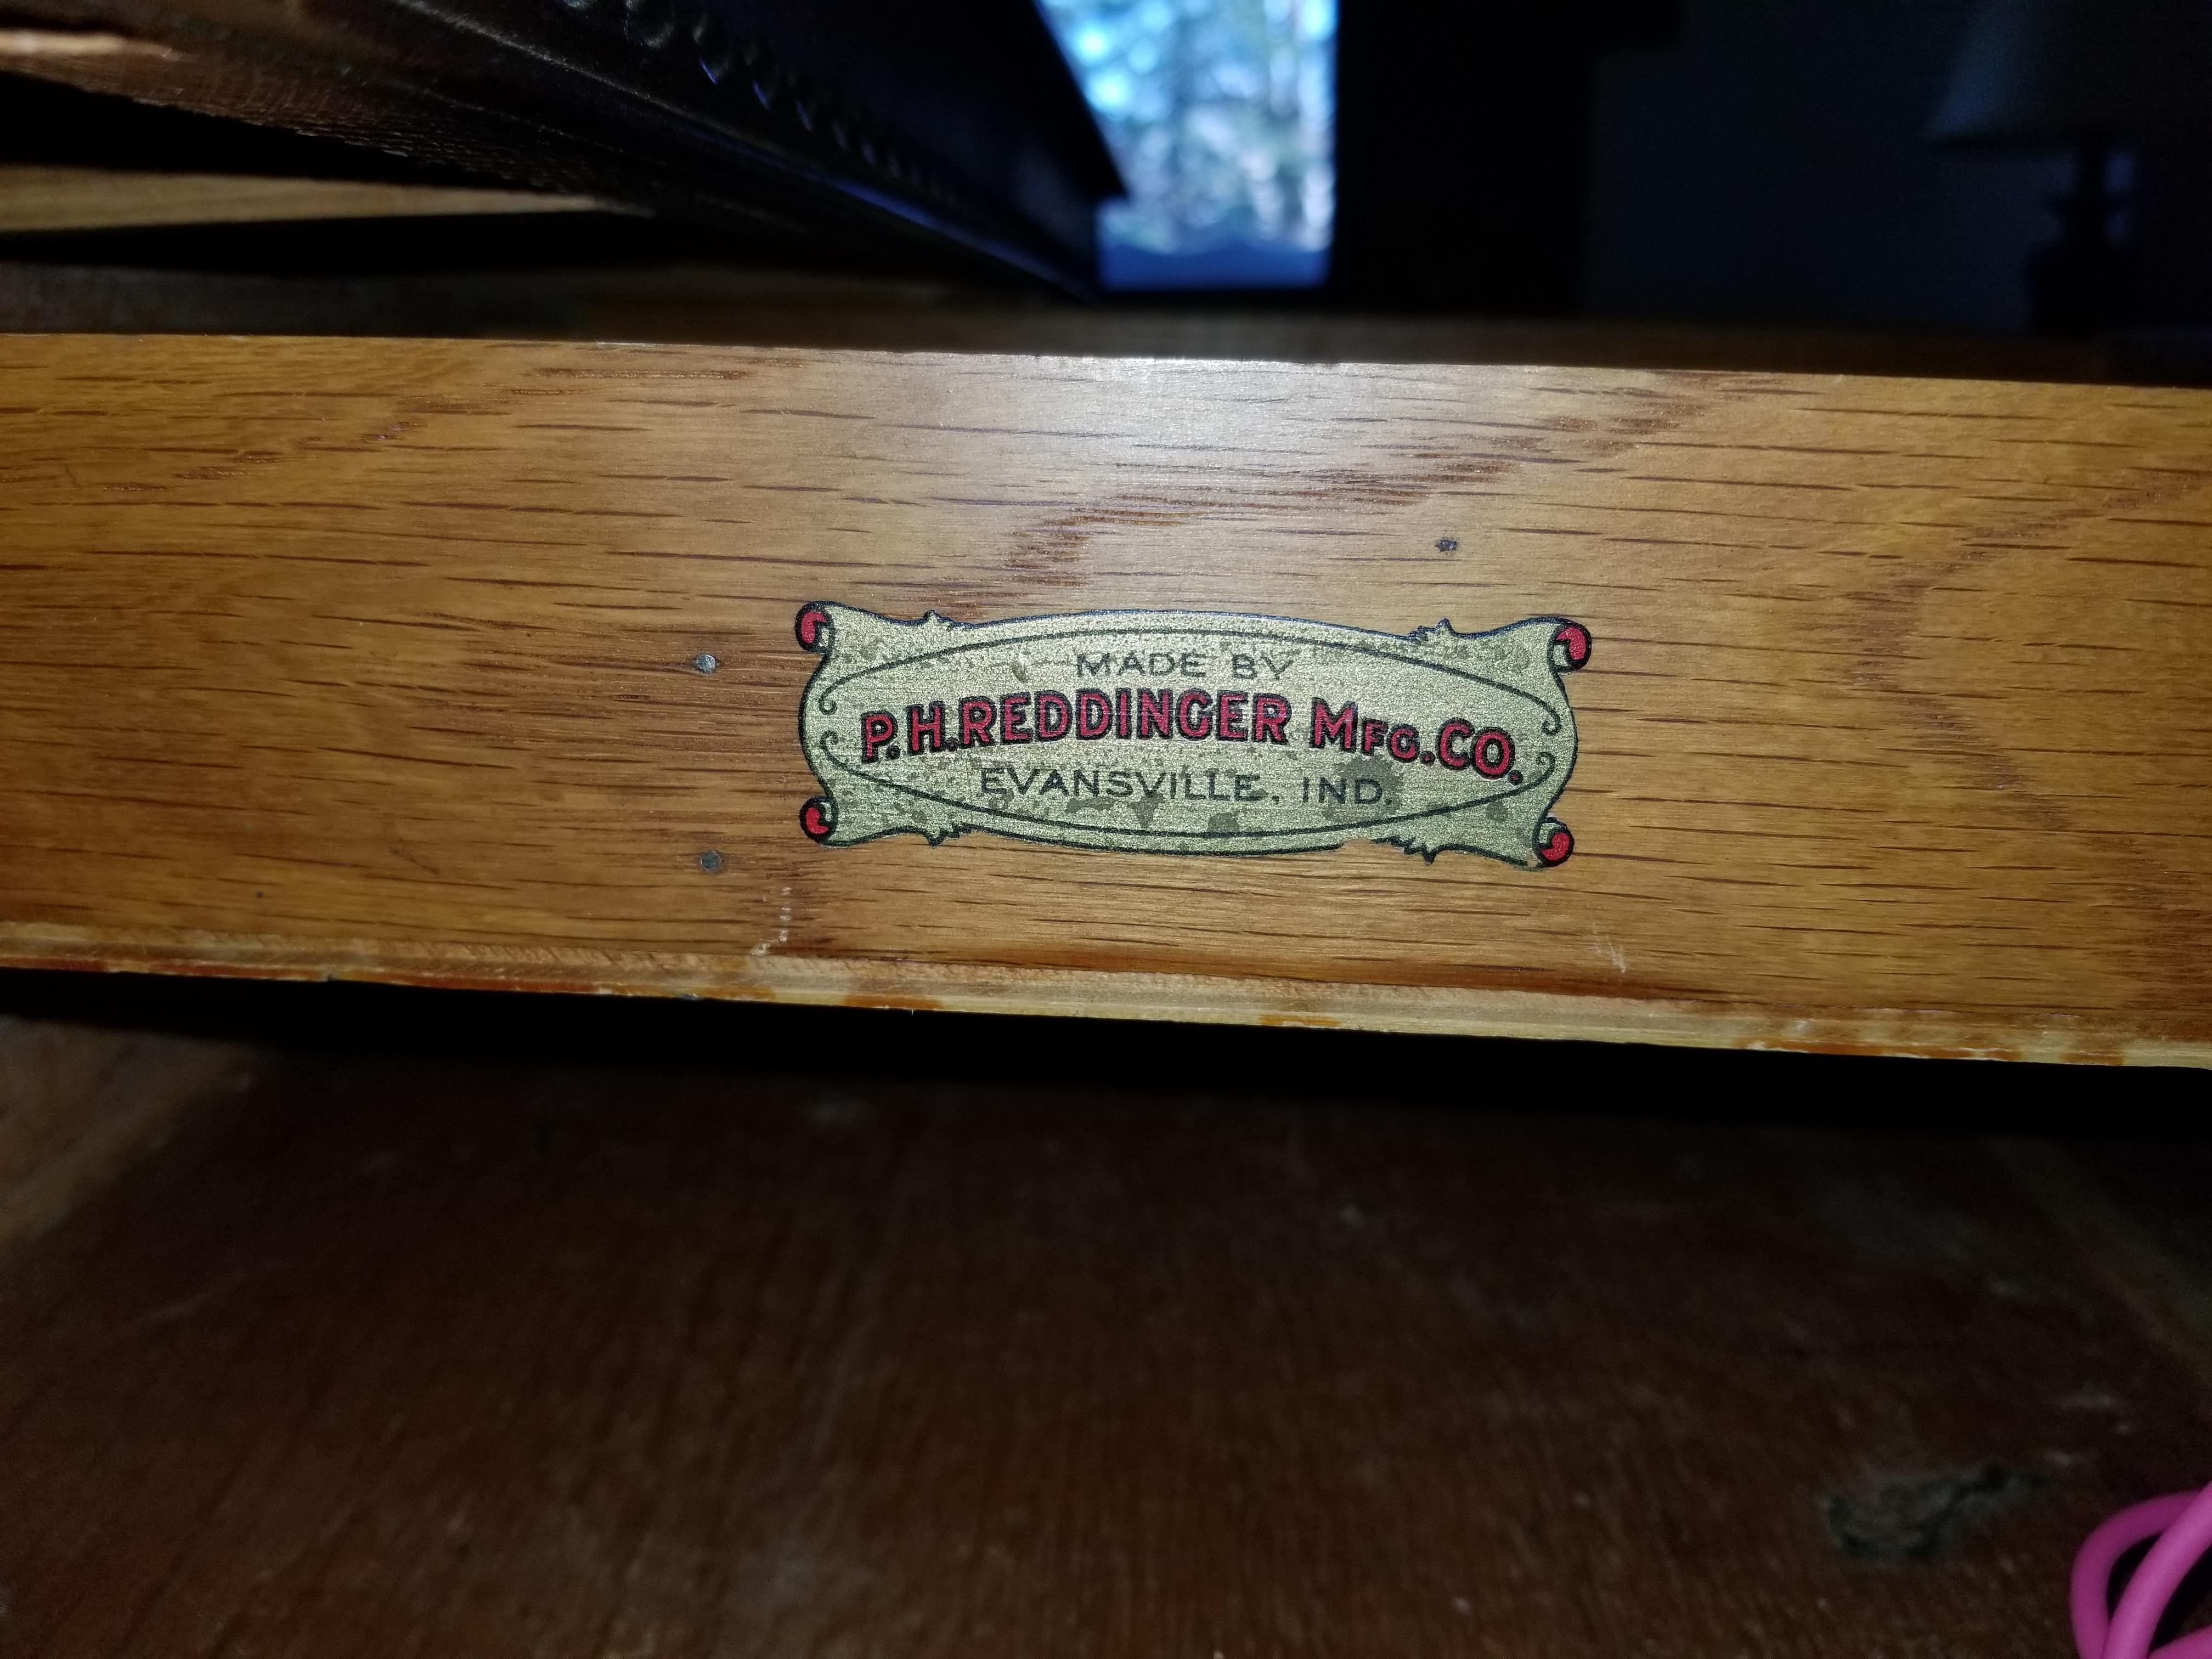 MADE BY
P.H.REDDINGER MFG.CO.
EVANSVILLE, IND.